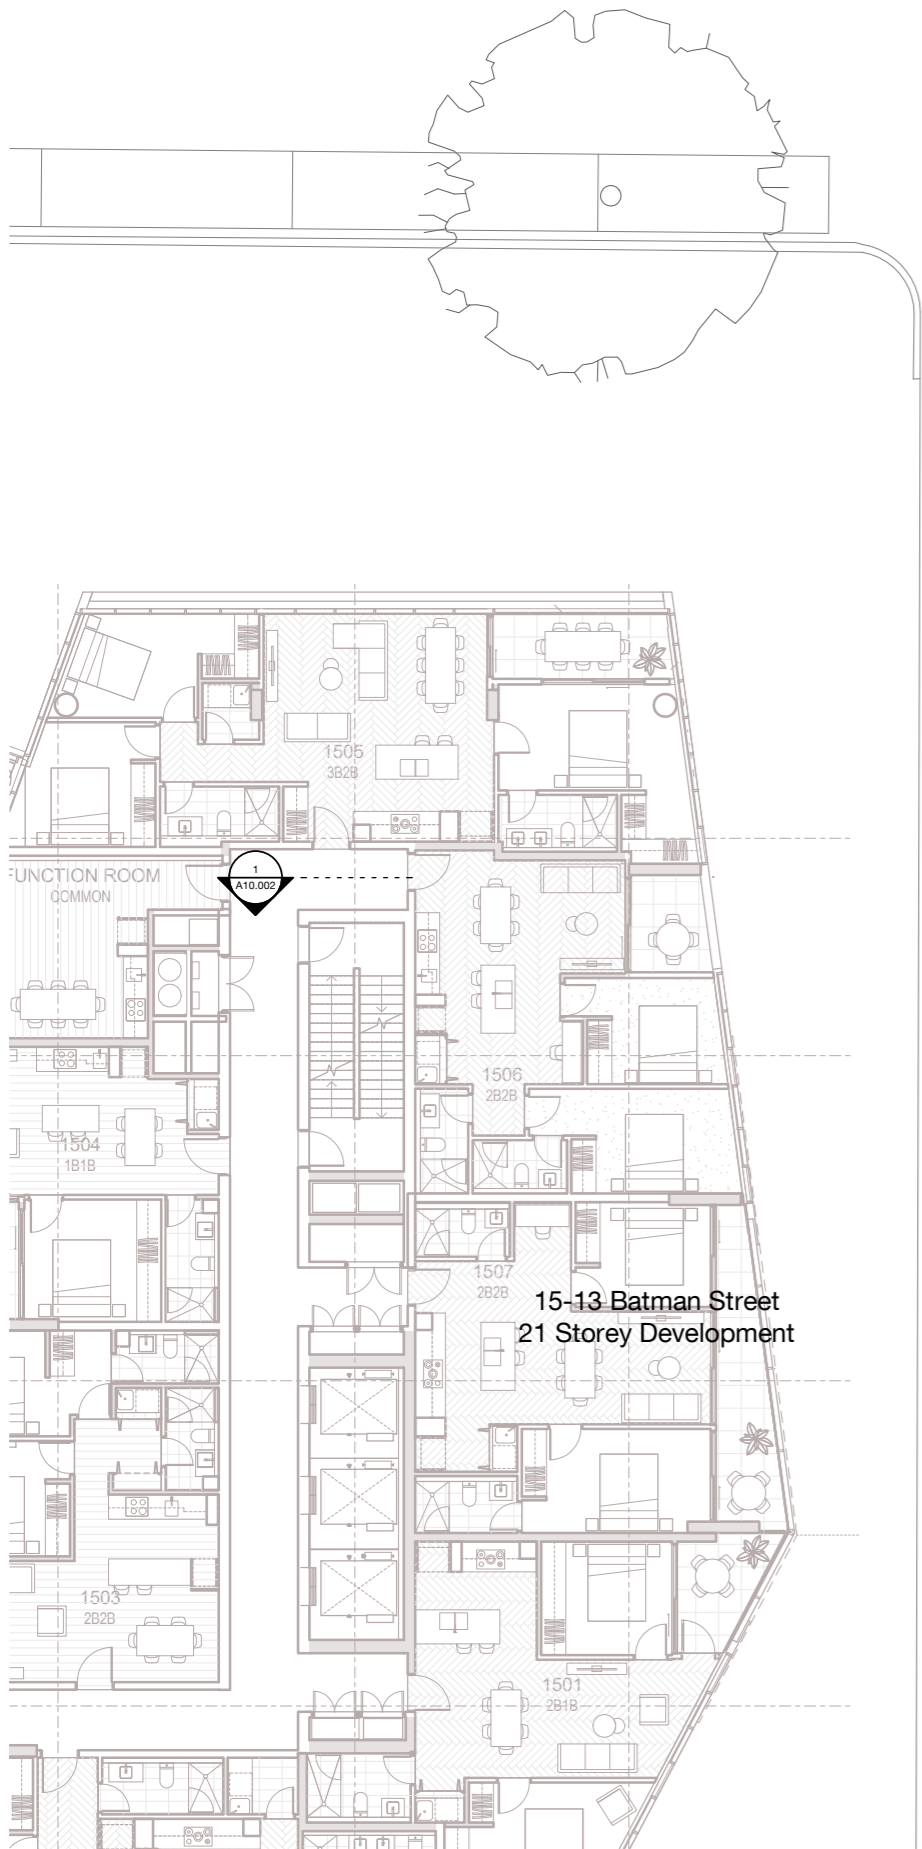 1505
3B2B
1
A10.002
FUNCTION ROOM
COMMON
1506
2B2B
1504
1B1B
1507
2B2B
15-13 Batman Street
21 Storey Development
1503
2B2B
1501
2B1B